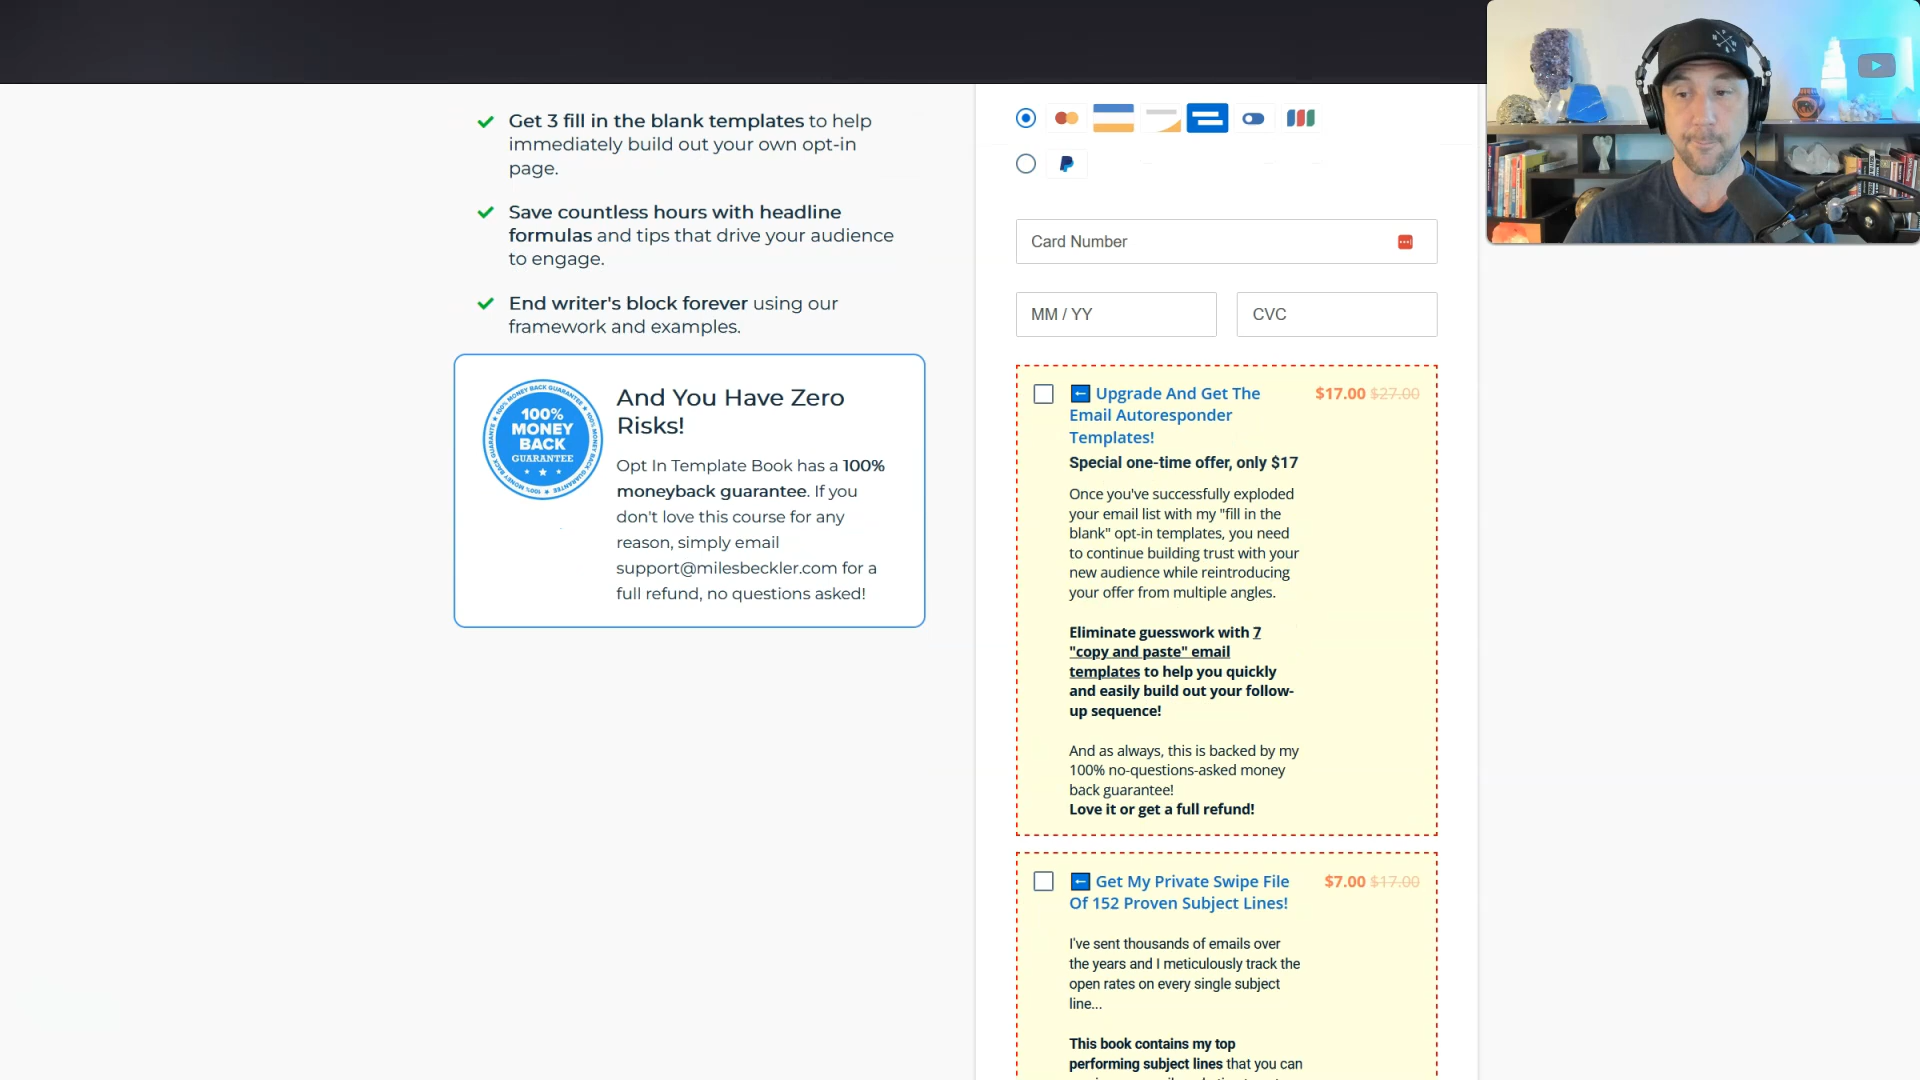 Get 3 fill in the blank templates to help
immediately build out your own opt-in
page.
Save countless hours with headline
formulas and tips that drive your audience
to engage.
End writer's block forever using our
framework and examples.
100% MONEY BACK GUARANTEE
100%
MONEY
BACK
GUARANTEE
100% MONEY BACK GUARANTEE
And You Have Zero
Risks!
Opt In Template Book has a 100%
moneyback guarantee. If you
don't love this course for any
reason, simply email
support@milesbeckler.com for a
full refund, no questions asked!
Card Number
MM / YY
CVC
Upgrade And Get The
Email Autoresponder
Templates!
$17.00 $27.00
Special one-time offer, only $17
Once you've successfully exploded
your email list with my "fill in the
blank" opt-in templates, you need
to continue building trust with your
new audience while reintroducing
your offer from multiple angles.
Eliminate guesswork with 7
"copy and paste" email
templates to help you quickly
and easily build out your follow-
up sequence!
And as always, this is backed by my
100% no-questions-asked money
back guarantee!
Love it or get a full refund!
Get My Private Swipe File
Of 152 Proven Subject Lines!
$7.00 $17.00
I've sent thousands of emails over
the years and I meticulously track the
open rates on every single subject
line...
This book contains my top
performing subject lines that you can